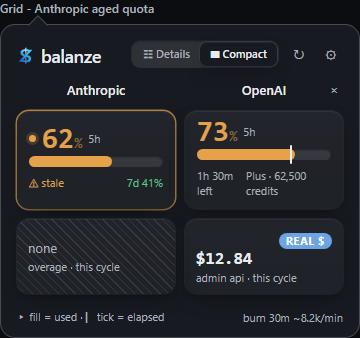 Grid - Anthropic aged quota
$ balanze
Details
Compact
Anthropic
OpenAI ×
62% 5h
⚠ stale
7d 41%
73% 5h
1h 30m left
Plus · 62,500 credits
none
overage · this cycle
REAL $
$12.84
admin api · this cycle
▸ fill = used · ▏ tick = elapsed
burn 30m ~8.2k/min